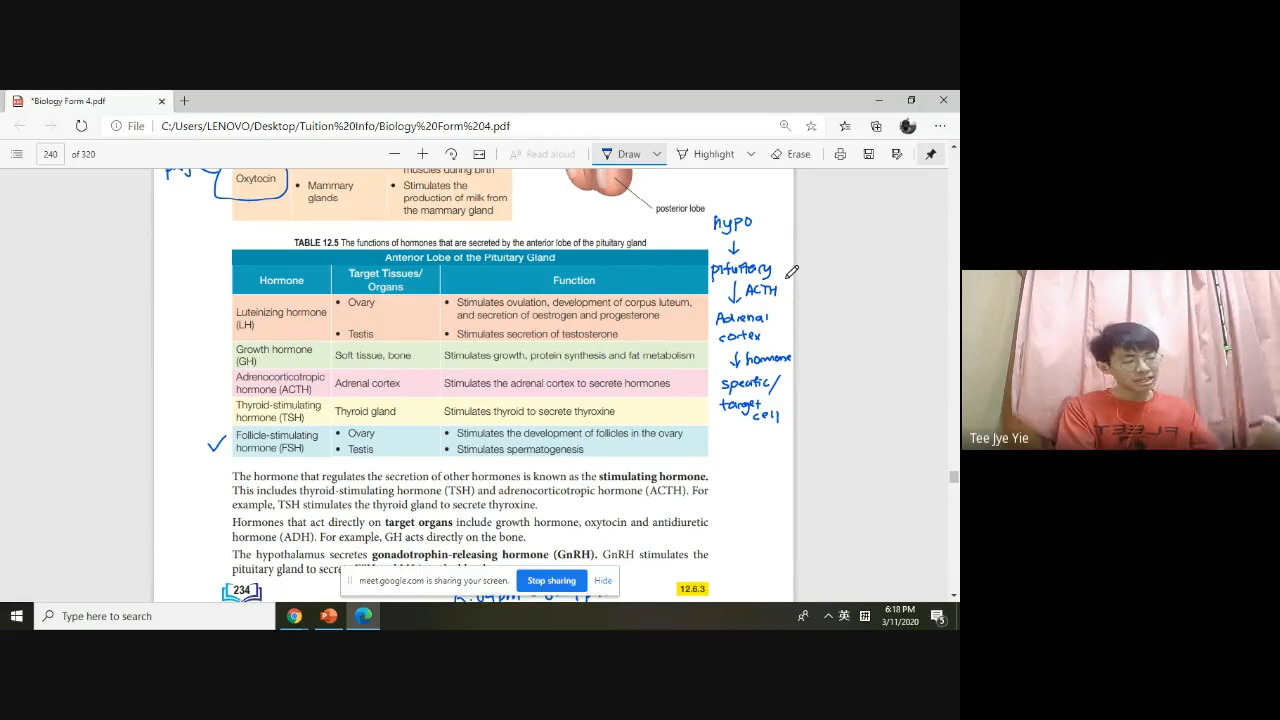 *Biology Form 4.pdf
File
C:/Users/LENOVO/Desktop/Tuition%20Info/Biology%20Form%204.pdf
240 of 320
Read aloud
Draw
Highlight
Erase
Oxytocin
muscles during birth
• Mammary glands
• Stimulates the
production of milk from
the mammary gland
posterior lobe
TABLE 12.5 The functions of hormones that are secreted by the anterior lobe of the pituitary gland
Anterior Lobe of the Pituitary Gland
Hormone
Target Tissues/
Organs
Function
Luteinizing hormone
(LH)
• Ovary
• Stimulates ovulation, development of corpus luteum,
and secretion of oestrogen and progesterone
• Testis
• Stimulates secretion of testosterone
Growth hormone
(GH)
Soft tissue, bone
Stimulates growth, protein synthesis and fat metabolism
Adrenocorticotropic
hormone (ACTH)
Adrenal cortex
Stimulates the adrenal cortex to secrete hormones
Thyroid-stimulating
hormone (TSH)
Thyroid gland
Stimulates thyroid to secrete thyroxine
Follicle-stimulating
hormone (FSH)
• Ovary
• Stimulates the development of follicles in the ovary
• Testis
• Stimulates spermatogenesis
hypo
pituitary
ACTH
Adrenal
cortex
hormone
specific/
target
cell
The hormone that regulates the secretion of other hormones is known as the stimulating hormone.
This includes thyroid-stimulating hormone (TSH) and adrenocorticotropic hormone (ACTH). For
example, TSH stimulates the thyroid gland to secrete thyroxine.
Hormones that act directly on target organs include growth hormone, oxytocin and antidiuretic
hormone (ADH). For example, GH acts directly on the bone.
The hypothalamus secretes gonadotrophin-releasing hormone (GnRH). GnRH stimulates the
pituitary gland to secre
234
12.6.3
meet.google.com is sharing your screen.
Stop sharing
Hide
Tee Jye Yie
Type here to search
英
6:18 PM
3/11/2020
5